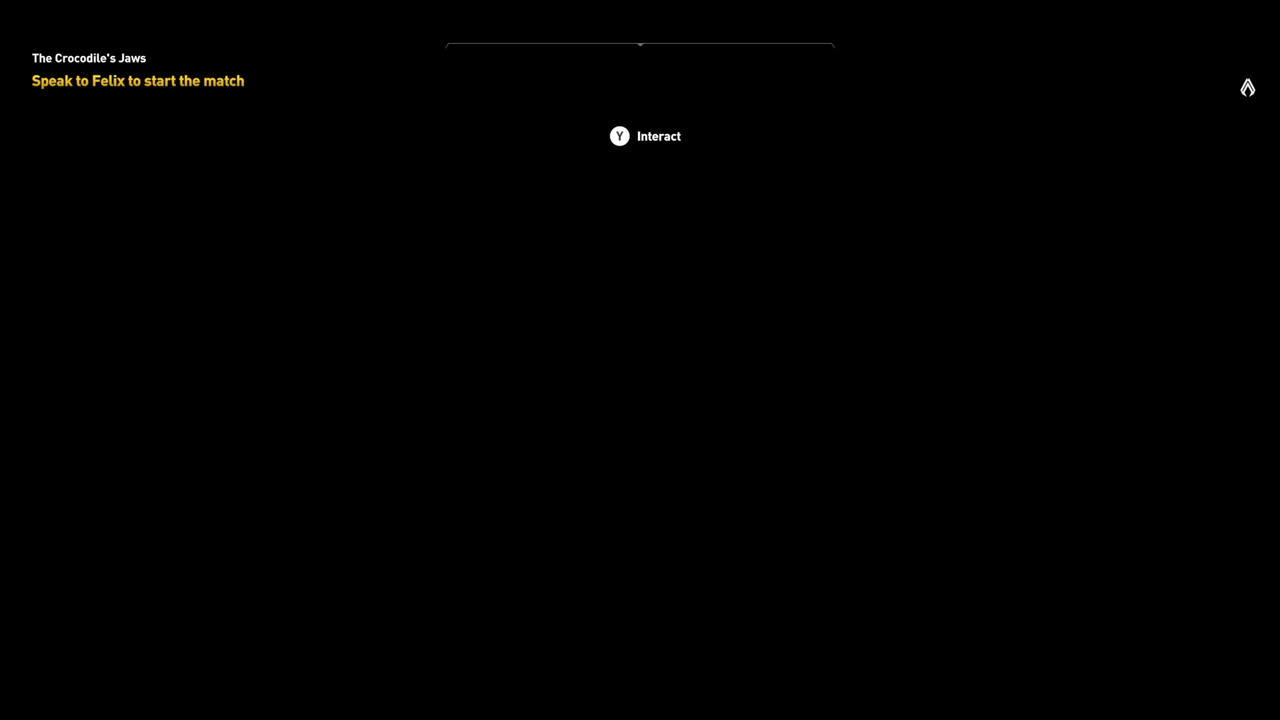 The Crocodile's Jaws
Speak to Felix to start the match
Y Interact